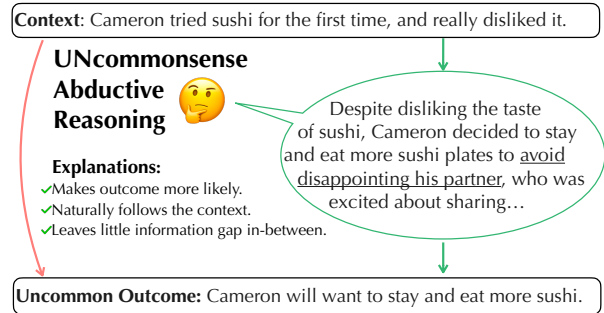 Context: Cameron tried sushi for the first time, and really disliked it.
UNcommonsense
Abductive
Reasoning
Explanations:
✓Makes outcome more likely.
✓Naturally follows the context.
✓Leaves little information gap in-between.
Despite disliking the taste
of sushi, Cameron decided to stay
and eat more sushi plates to avoid
disappointing his partner, who was
excited about sharing…
Uncommon Outcome: Cameron will want to stay and eat more sushi.